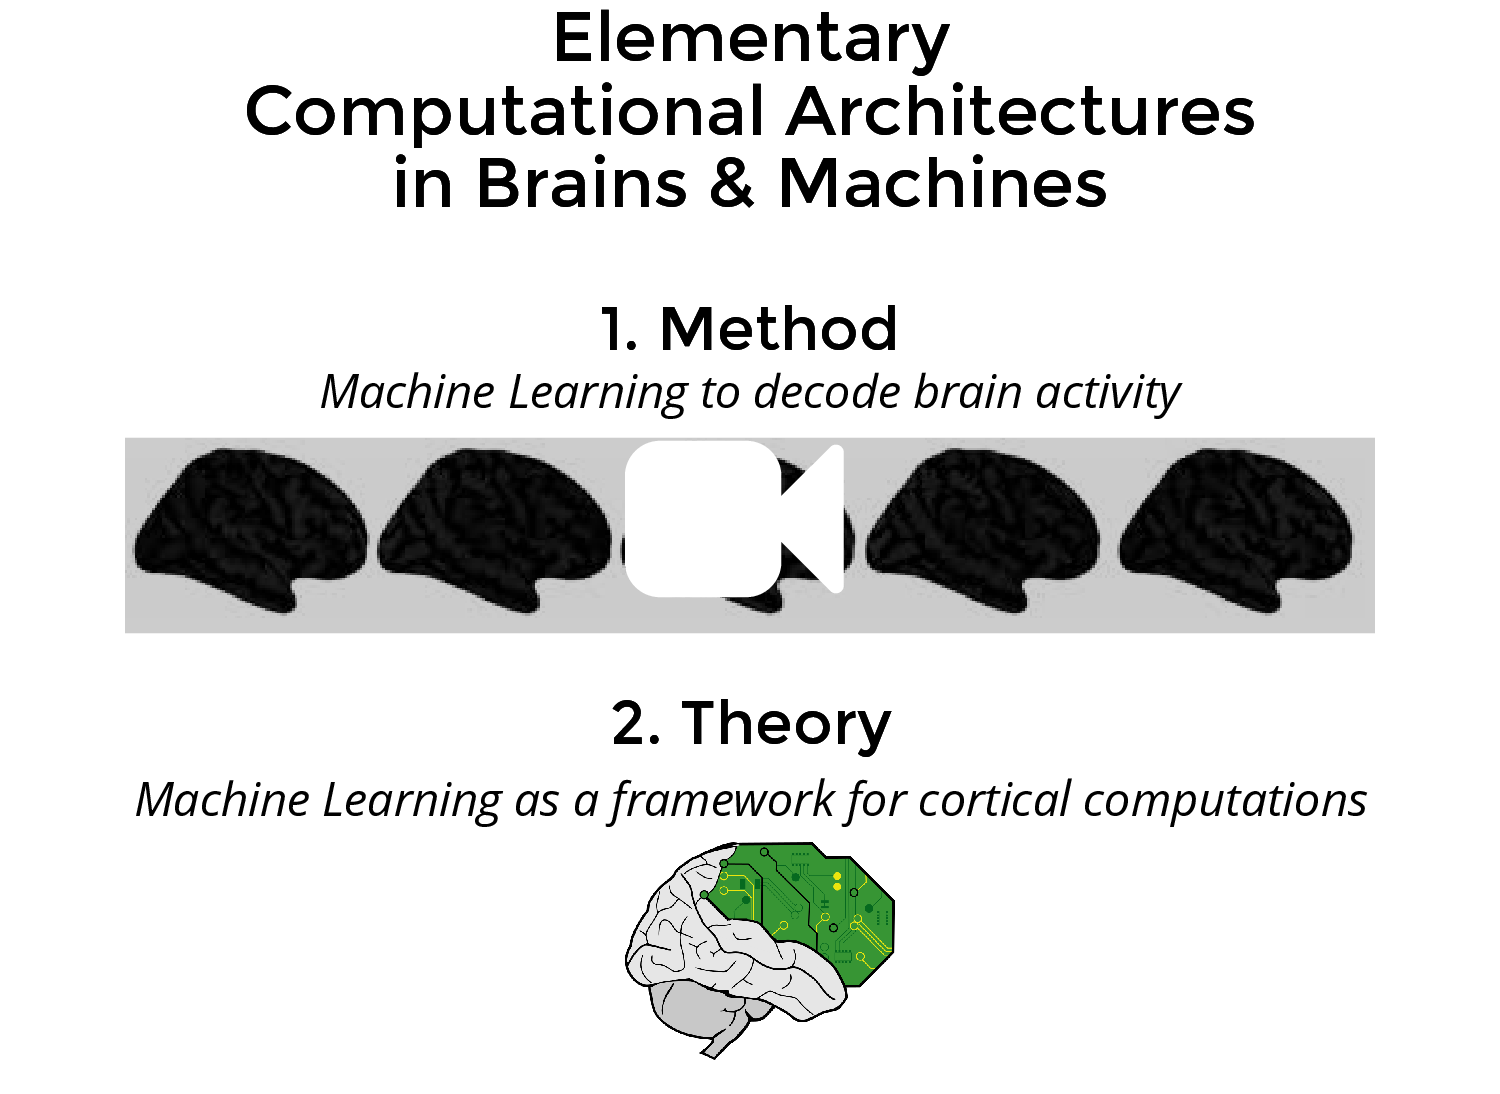 Elementary
Computational Architectures
in Brains & Machines
1. Method
Machine Learning to decode brain activity
2. Theory
Machine Learning as a framework for cortical computations